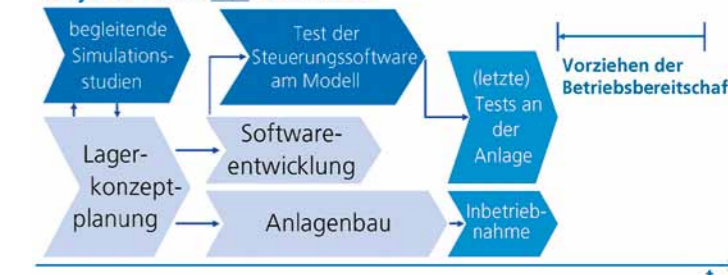 begleitende
Simulations-
studien
Test der
Steuerungssoftware
am Modell
(letzte)
Tests an
der
Anlage
Vorziehen der
Betriebsbereitschaf
Lager-
konzept-
planung
Software-
entwicklung
Anlagenbau
Inbetrieb-
nahme